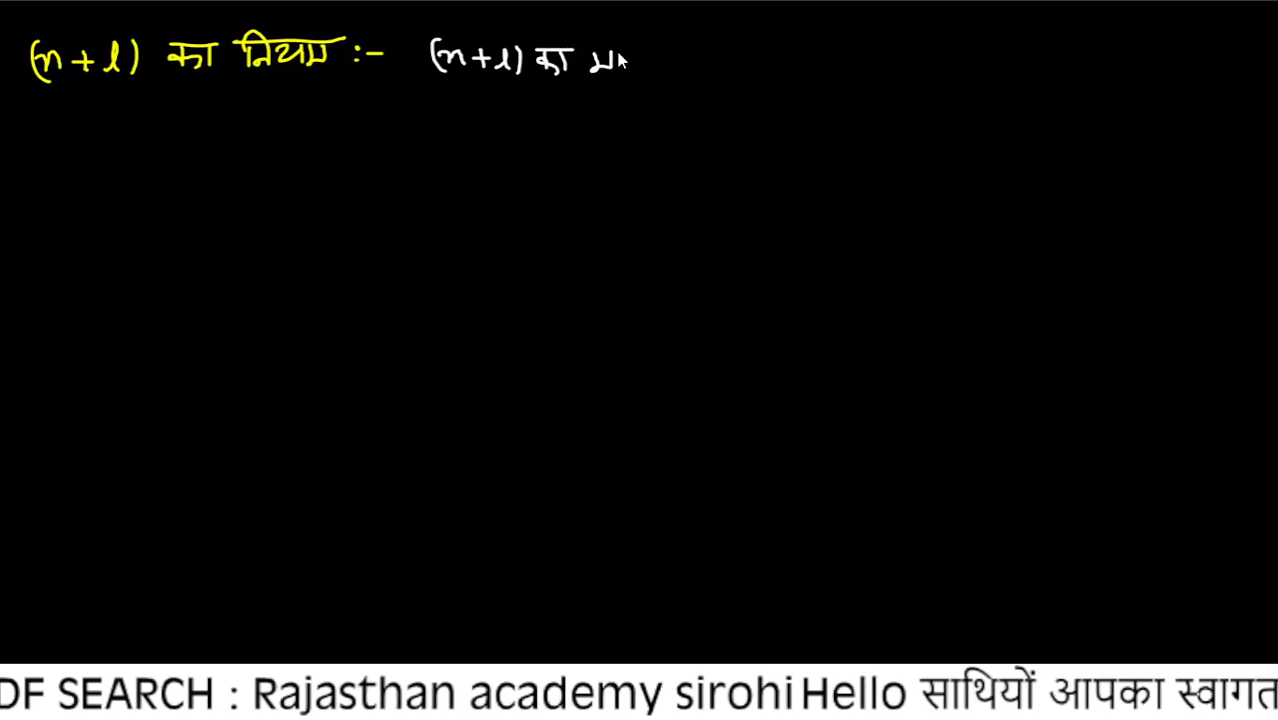 (n + l) का नियम :- (n+l) का
DF SEARCH : Rajasthan academy sirohi Hello साथियों आपका स्वागत